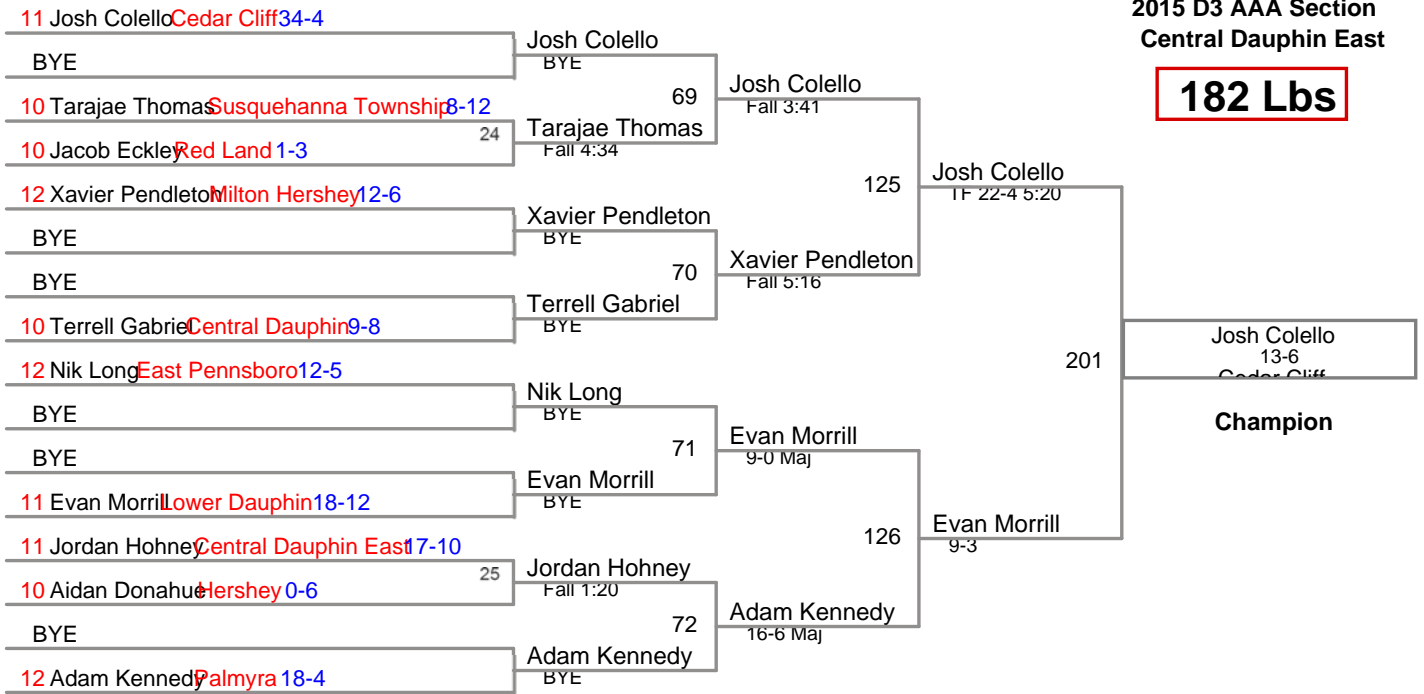 2015 D3 AAA Section
Central Dauphin East
182 Lbs
11 Josh Colello Cedar Cliff 34-4
BYE
10 Tarajae Thomas Susquehanna Township 8-12
10 Jacob Eckley Red Land 1-3
12 Xavier Pendleton Milton Hershey 12-6
BYE
BYE
10 Terrell Gabriel Central Dauphin 9-8
12 Nik Long East Pennsboro 12-5
BYE
BYE
11 Evan Morrill Lower Dauphin 18-12
11 Jordan Hohney Central Dauphin East 17-10
10 Aidan Donahue Hershey 0-6
BYE
12 Adam Kennedy Palmyra 18-4
Josh Colello
BYE
24
Tarajae Thomas
Fall 4:34
Xavier Pendleton
BYE
Terrell Gabriel
BYE
Nik Long
BYE
Evan Morrill
BYE
25
Jordan Hohney
Fall 1:20
Adam Kennedy
BYE
69
Josh Colello
Fall 3:41
70
Xavier Pendleton
Fall 5:16
71
Evan Morrill
9-0 Maj
72
Adam Kennedy
16-6 Maj
125
Josh Colello
TF 22-4 5:20
126
Evan Morrill
9-3
201
Josh Colello
13-6
Cedar Cliff
Champion